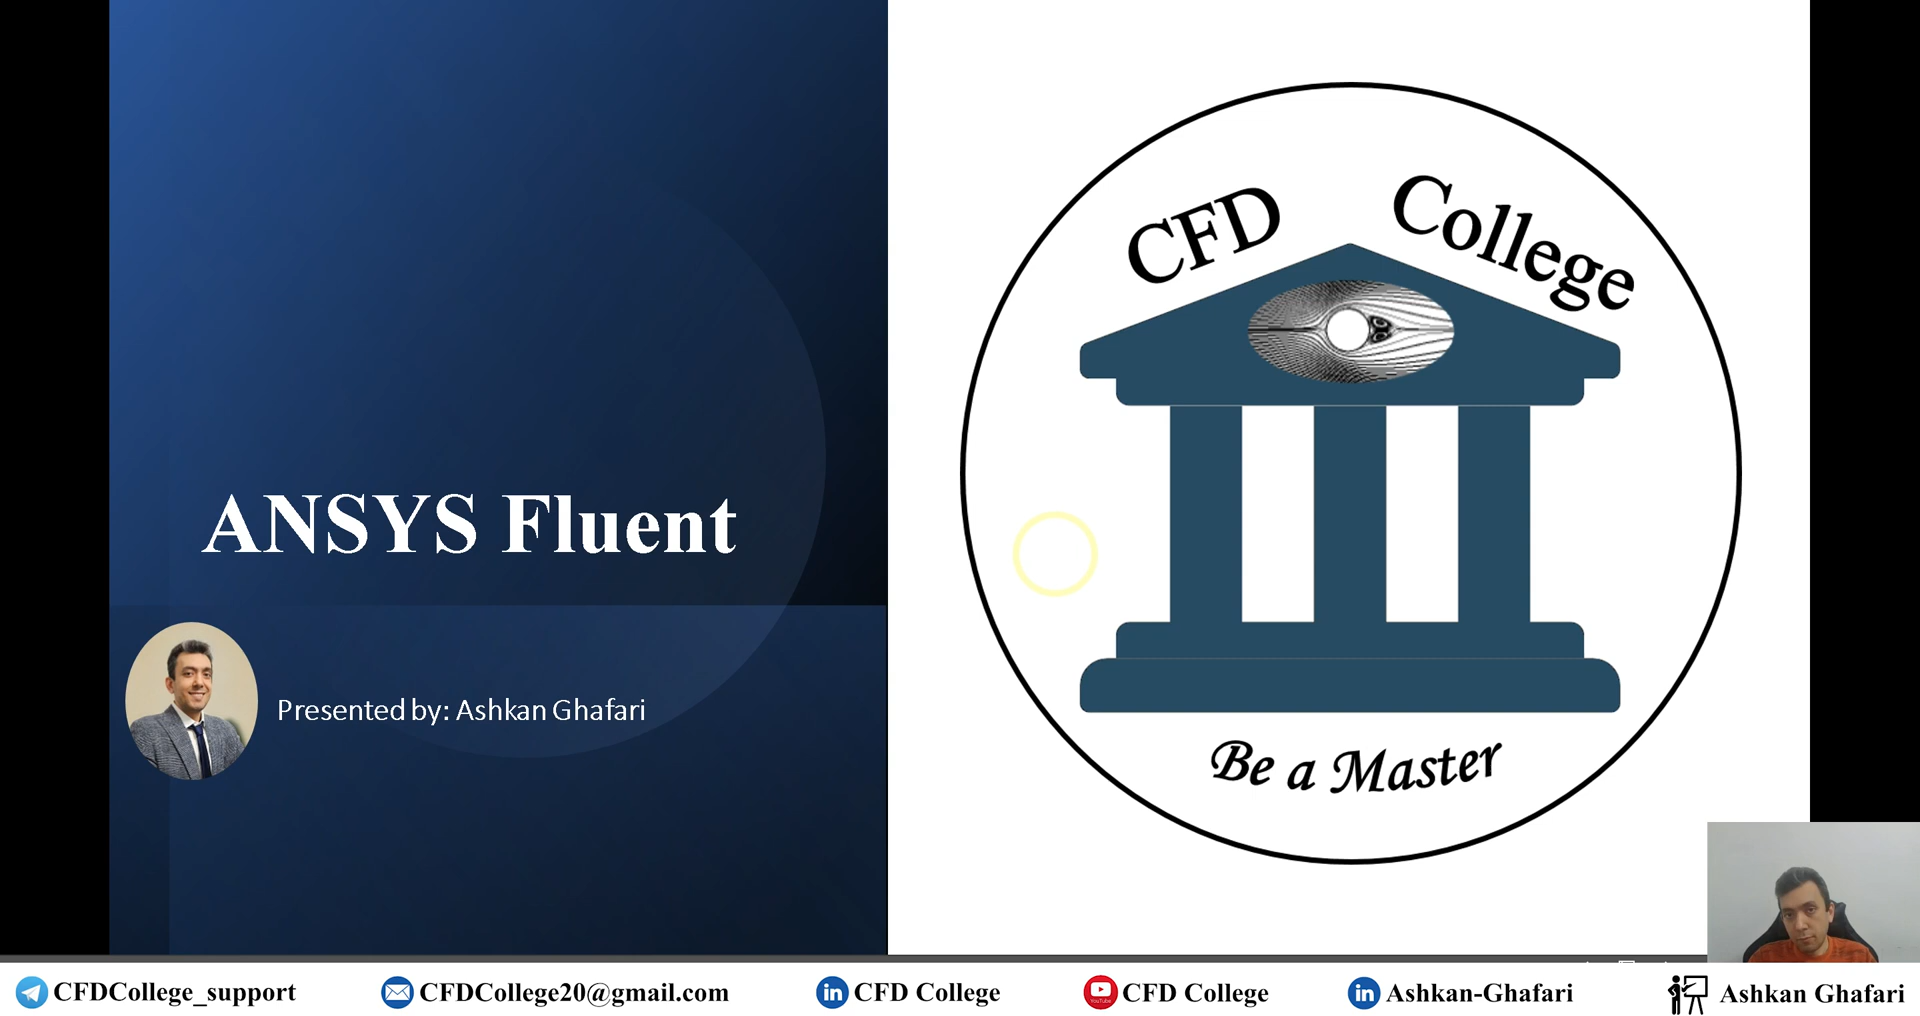 ANSYS Fluent
Presented by: Ashkan Ghafari
CFD College
Be a Master
CFDCollege_support
CFDCollege20@gmail.com
CFD College
CFD College
Ashkan-Ghafari
Ashkan Ghafari